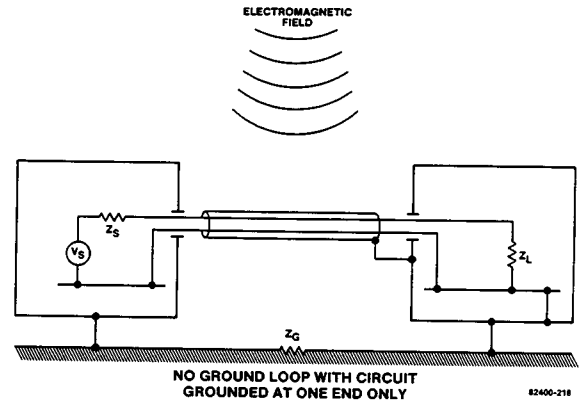 ELECTROMAGNETIC
FIELD
ZS
VS
ZL
ZG
NO GROUND LOOP WITH CIRCUIT
GROUNDED AT ONE END ONLY
82400-218